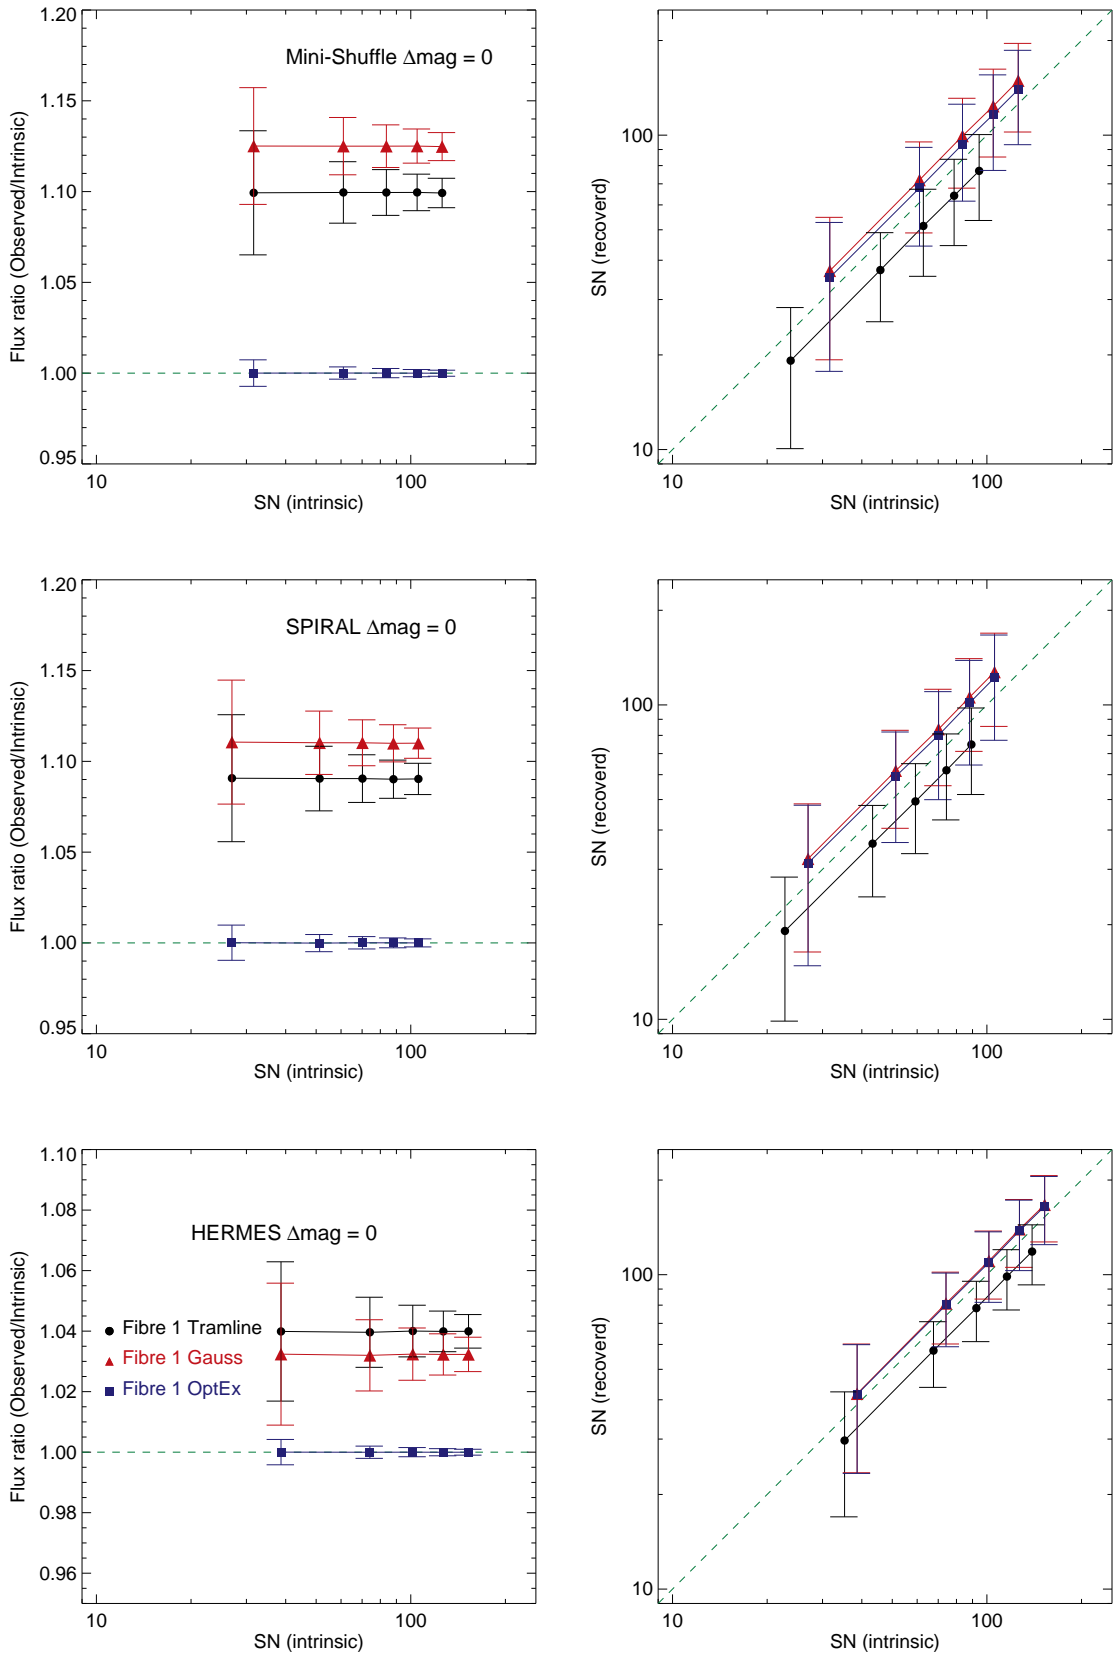 Mini-Shuffle Δmag = 0
1.20
1.15
1.10
1.05
1.00
0.95
Flux ratio (Observed/Intrinsic)
10
100
SN (intrinsic)
100
10
SN (recoverd)
10
100
SN (intrinsic)
SPIRAL Δmag = 0
1.20
1.15
1.10
1.05
1.00
0.95
Flux ratio (Observed/Intrinsic)
10
100
SN (intrinsic)
100
10
SN (recoverd)
10
100
SN (intrinsic)
HERMES Δmag = 0
1.10
1.08
1.06
1.04
1.02
1.00
0.98
0.96
Flux ratio (Observed/Intrinsic)
Fibre 1 Tramline
Fibre 1 Gauss
Fibre 1 OptEx
10
100
SN (intrinsic)
100
10
SN (recoverd)
10
100
SN (intrinsic)